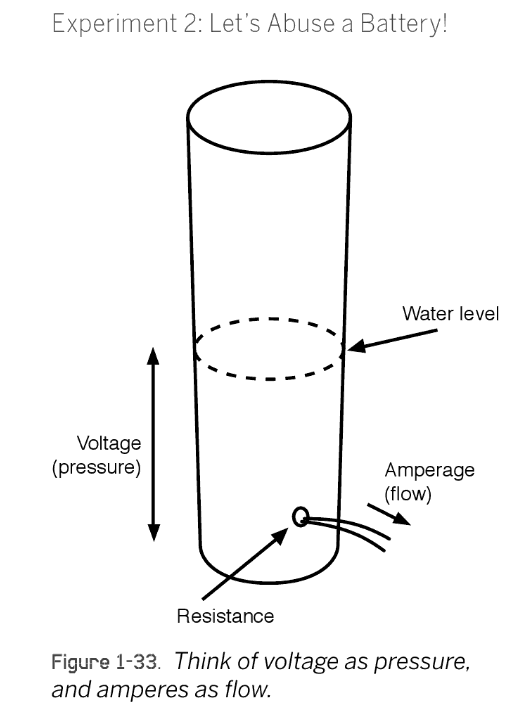 Experiment 2: Let's Abuse a Battery!
Water level
Voltage
(pressure)
Amperage
(flow)
Resistance
Figure 1-33. Think of voltage as pressure,
and amperes as flow.